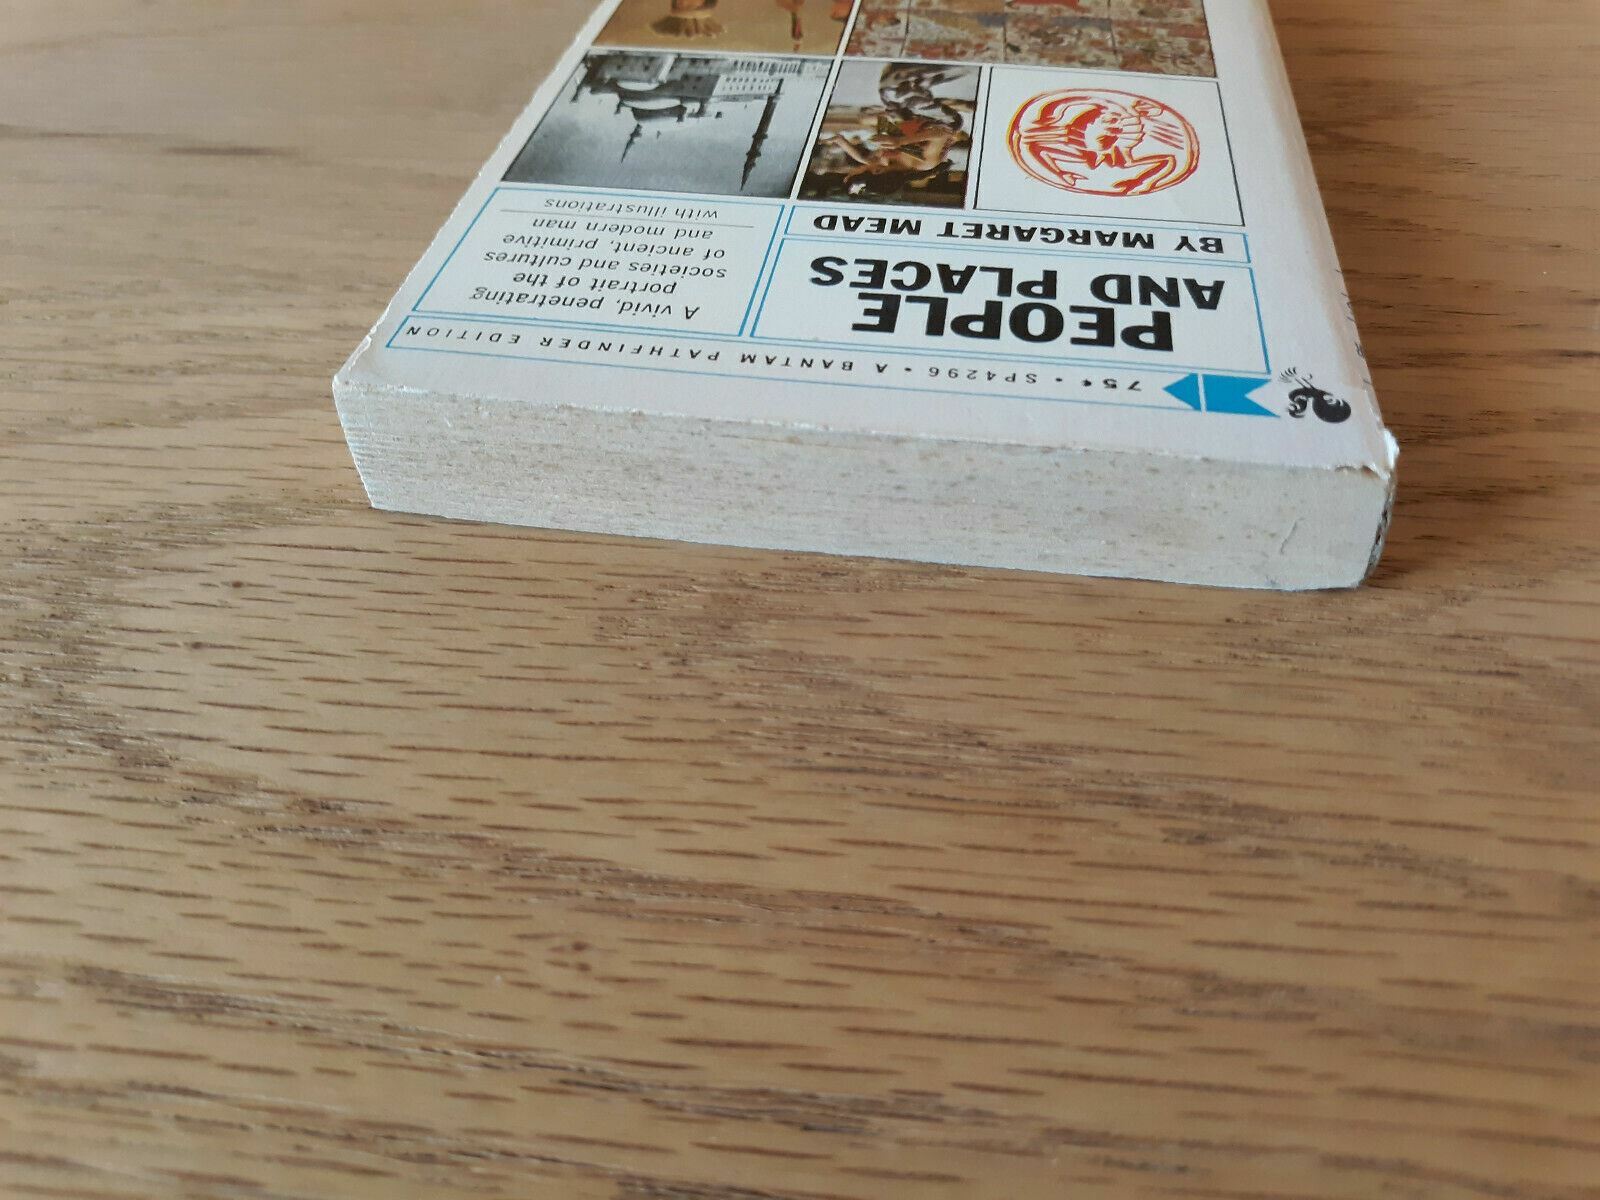 75¢ • SP4296 • A BANTAM PATHFINDER EDITION
PEOPLE
AND PLACES
BY MARGARET MEAD
A vivid, penetrating
portrait of the
societies and cultures
of ancient, primitive
and modern man
with illustrations